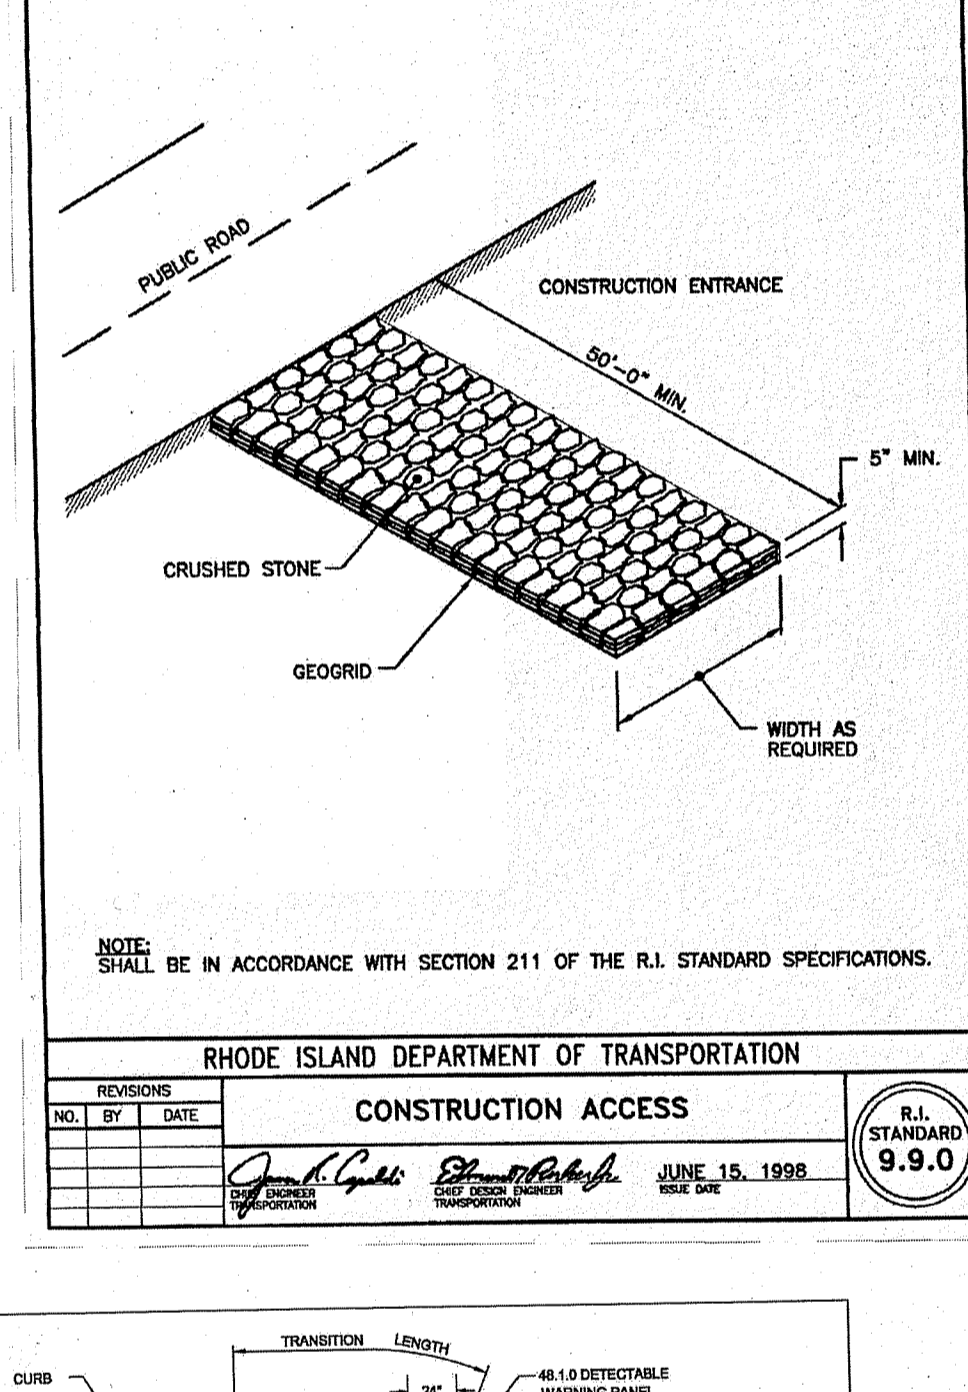 PUBLIC ROAD
CONSTRUCTION ENTRANCE
50'-0" MIN.
5" MIN.
CRUSHED STONE
GEOGRID
WIDTH AS
REQUIRED
NOTE:
SHALL BE IN ACCORDANCE WITH SECTION 211 OF THE R.I. STANDARD SPECIFICATIONS.
RHODE ISLAND DEPARTMENT OF TRANSPORTATION
REVISIONS
NO. BY DATE
CONSTRUCTION ACCESS
CHIEF ENGINEER
TRANSPORTATION
CHIEF DESIGN ENGINEER
TRANSPORTATION
JUNE 15, 1998
ISSUE DATE
R.I.
STANDARD
9.9.0
TRANSITION LENGTH
CURB
24"
48.1.0 DETECTABLE
WARNING PANEL